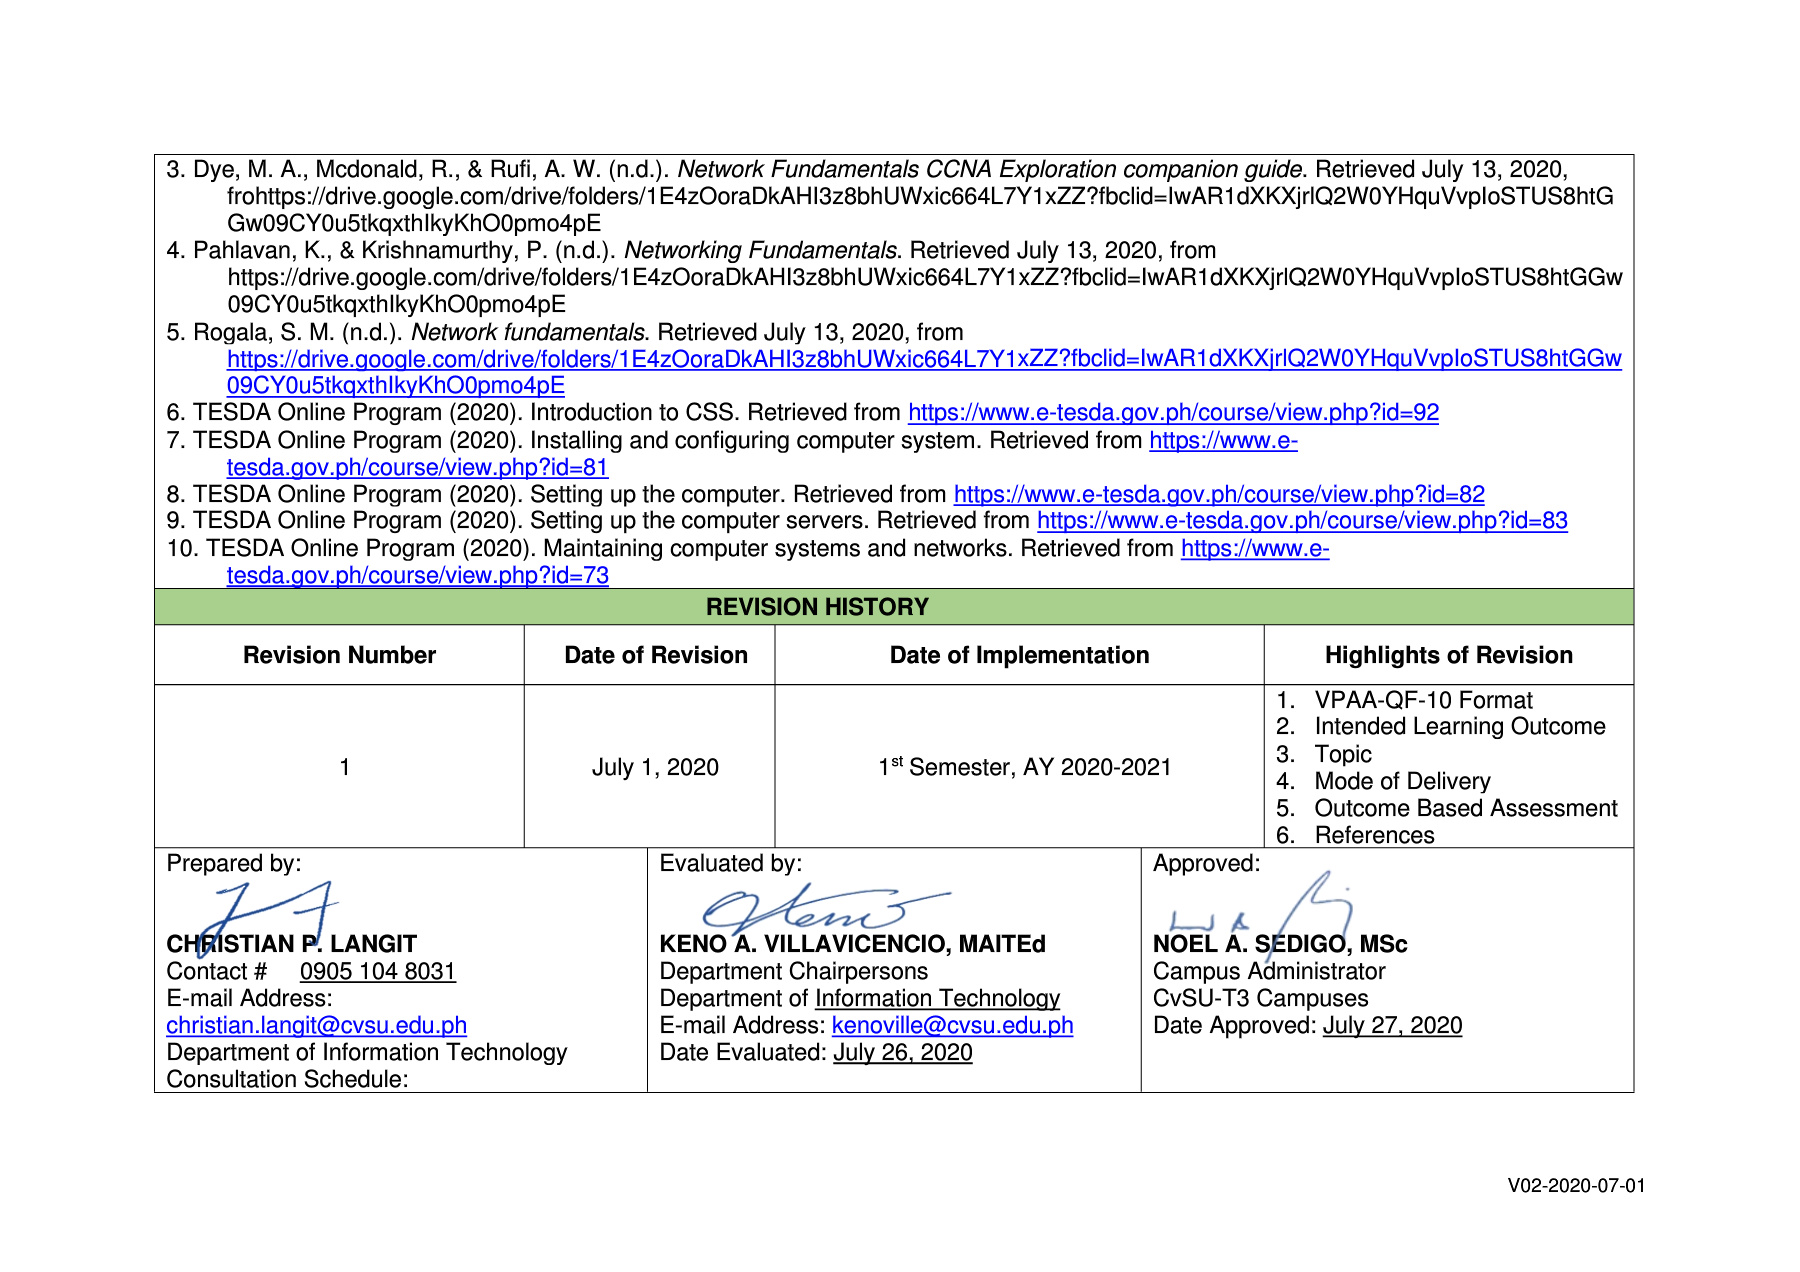 3. Dye, M. A., Mcdonald, R., & Rufi, A. W. (n.d.). Network Fundamentals CCNA Exploration companion guide. Retrieved July 13, 2020,
frohttps://drive.google.com/drive/folders/1E4zOoraDkAHI3z8bhUWxic664L7Y1xZZ?fbclid=IwAR1dXKXjrlQ2W0YHquVvpIoSTUS8htG
Gw09CY0u5tkqxthIkyKhO0pmo4pE
4. Pahlavan, K., & Krishnamurthy, P. (n.d.). Networking Fundamentals. Retrieved July 13, 2020, from
https://drive.google.com/drive/folders/1E4zOoraDkAHI3z8bhUWxic664L7Y1xZZ?fbclid=IwAR1dXKXjrlQ2W0YHquVvpIoSTUS8htGGw
09CY0u5tkqxthIkyKhO0pmo4pE
5. Rogala, S. M. (n.d.). Network fundamentals. Retrieved July 13, 2020, from
https://drive.google.com/drive/folders/1E4zOoraDkAHI3z8bhUWxic664L7Y1xZZ?fbclid=IwAR1dXKXjrlQ2W0YHquVvpIoSTUS8htGGw
09CY0u5tkqxthIkyKhO0pmo4pE
6. TESDA Online Program (2020). Introduction to CSS. Retrieved from https://www.e-tesda.gov.ph/course/view.php?id=92
7. TESDA Online Program (2020). Installing and configuring computer system. Retrieved from https://www.e-
tesda.gov.ph/course/view.php?id=81
8. TESDA Online Program (2020). Setting up the computer. Retrieved from https://www.e-tesda.gov.ph/course/view.php?id=82
9. TESDA Online Program (2020). Setting up the computer servers. Retrieved from https://www.e-tesda.gov.ph/course/view.php?id=83
10. TESDA Online Program (2020). Maintaining computer systems and networks. Retrieved from https://www.e-
tesda.gov.ph/course/view.php?id=73
REVISION HISTORY
Revision Number Date of Revision Date of Implementation Highlights of Revision
1 July 1, 2020 1st Semester, AY 2020-2021
1. VPAA-QF-10 Format
2. Intended Learning Outcome
3. Topic
4. Mode of Delivery
5. Outcome Based Assessment
6. References
Prepared by:
CHRISTIAN P. LANGIT
Contact # 0905 104 8031
E-mail Address:
christian.langit@cvsu.edu.ph
Department of Information Technology
Consultation Schedule:
Evaluated by:
KENO A. VILLAVICENCIO, MAITEd
Department Chairpersons
Department of Information Technology
E-mail Address: kenoville@cvsu.edu.ph
Date Evaluated: July 26, 2020
Approved:
NOEL A. SEDIGO, MSc
Campus Administrator
CvSU-T3 Campuses
Date Approved: July 27, 2020
V02-2020-07-01